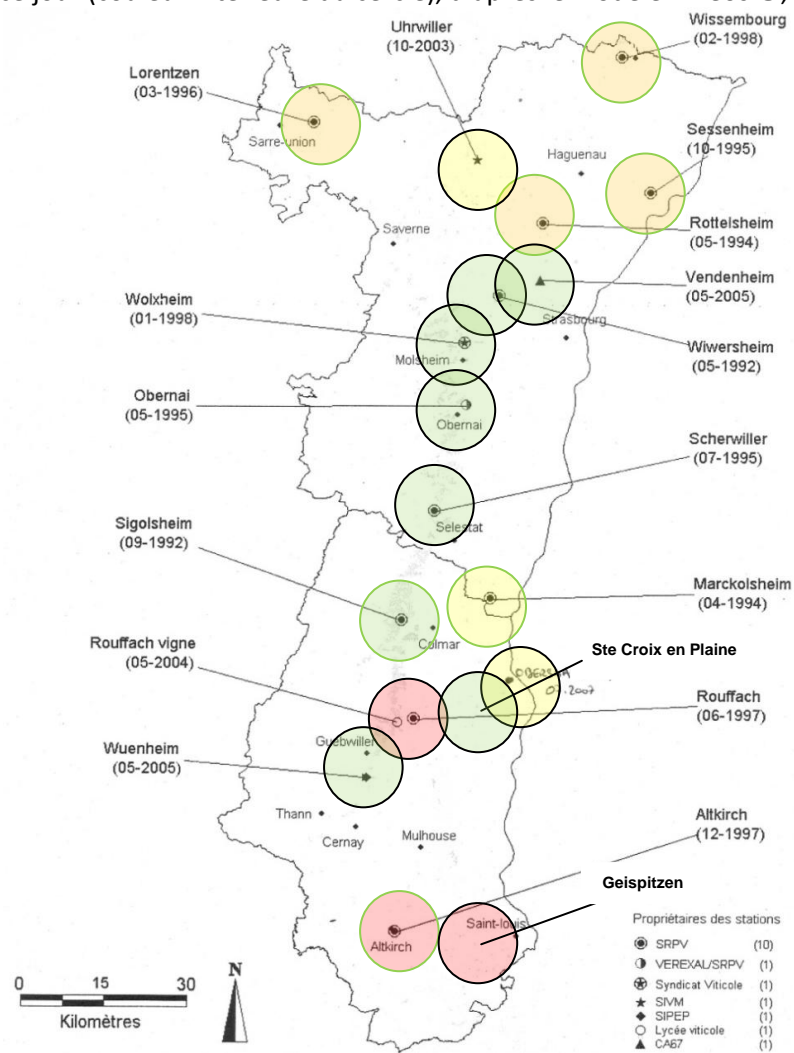 Uhrwiller
(10-2003)
Wissembourg
(02-1998)
Lorentzen
(03-1996)
Sarre-union
Sessenheim
(10-1995)
Haguenau
Rottelsheim
(05-1994)
Saverne
Vendenheim
(05-2005)
Wolxheim
(01-1998)
Strasbourg
Wiwersheim
(05-1992)
Molsheim
Obernai
(05-1995)
Obernai
Scherwiller
(07-1995)
Sigolsheim
(09-1992)
Selestat
Marckolsheim
(04-1994)
Colmar
Ste Croix en Plaine
Rouffach vigne
(05-2004)
07.2007
Rouffach
(06-1997)
Guebwiller
Wuenheim
(05-2005)
Thann
Cernay
Mulhouse
Altkirch
(12-1997)
Geispitzen
Saint-louis
Altkirch
Propriétaires des stations
SRPV (10)
VEREXAL/SRPV (1)
Syndicat Viticole (1)
SIVM (1)
SIPEP (1)
Lycée viticole (1)
CA67 (1)
N
0 15 30
Kilomètres